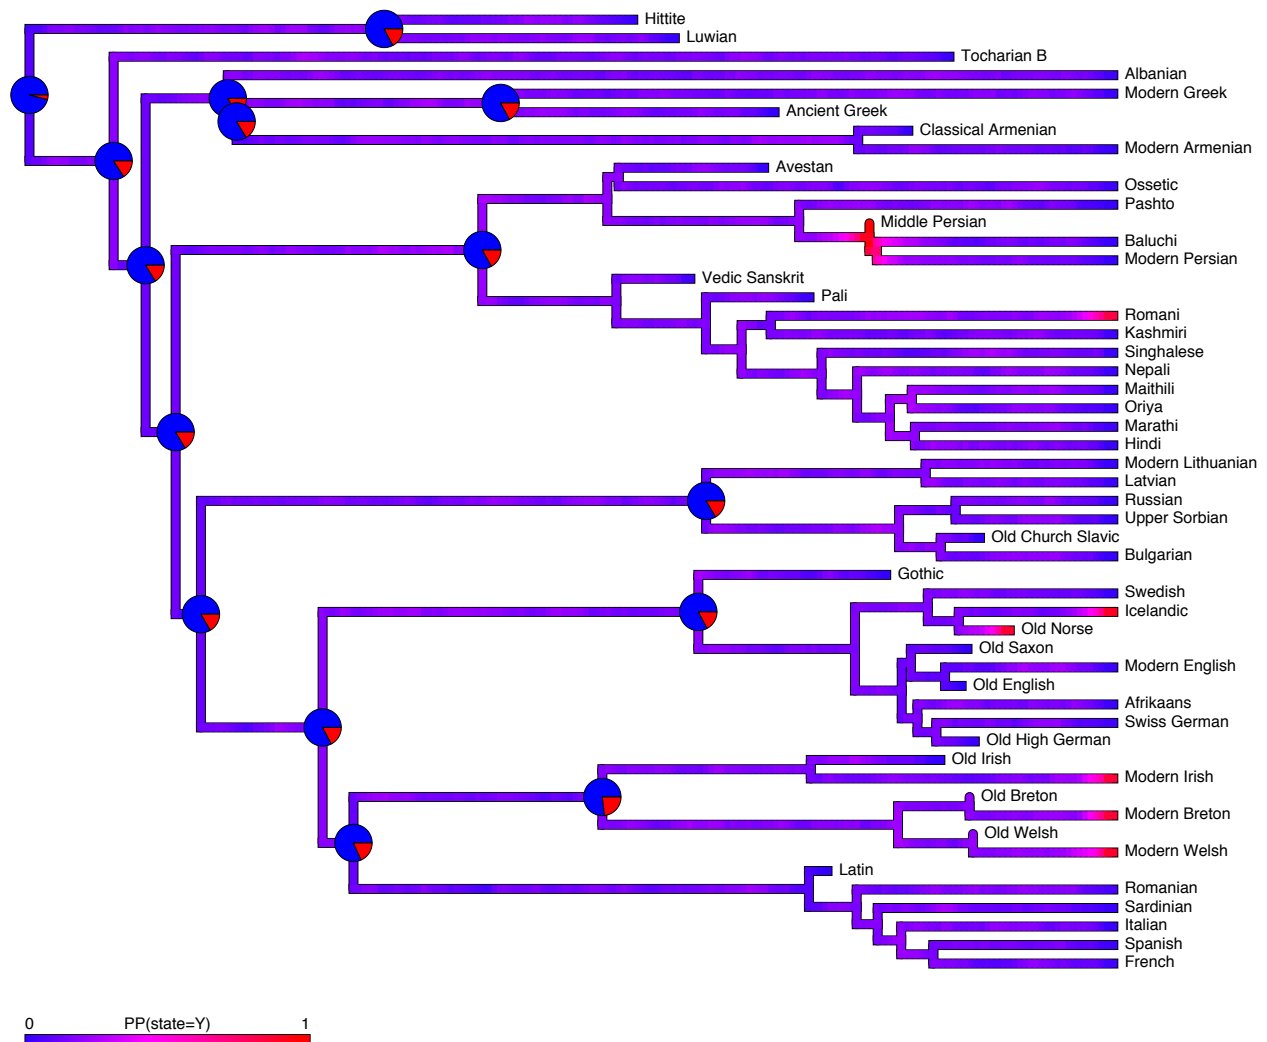 Hittite
Luwian
Tocharian B
Albanian
Modern Greek
Ancient Greek
Classical Armenian
Modern Armenian
Avestan
Ossetic
Pashto
Middle Persian
Baluchi
Modern Persian
Vedic Sanskrit
Pali
Romani
Kashmiri
Singhalese
Nepali
Maithili
Oriya
Marathi
Hindi
Modern Lithuanian
Latvian
Russian
Upper Sorbian
Old Church Slavic
Bulgarian
Gothic
Swedish
Icelandic
Old Norse
Old Saxon
Modern English
Old English
Afrikaans
Swiss German
Old High German
Old Irish
Modern Irish
Old Breton
Modern Breton
Old Welsh
Modern Welsh
Latin
Romanian
Sardinian
Italian
Spanish
French
0 PP(state=Y) 1